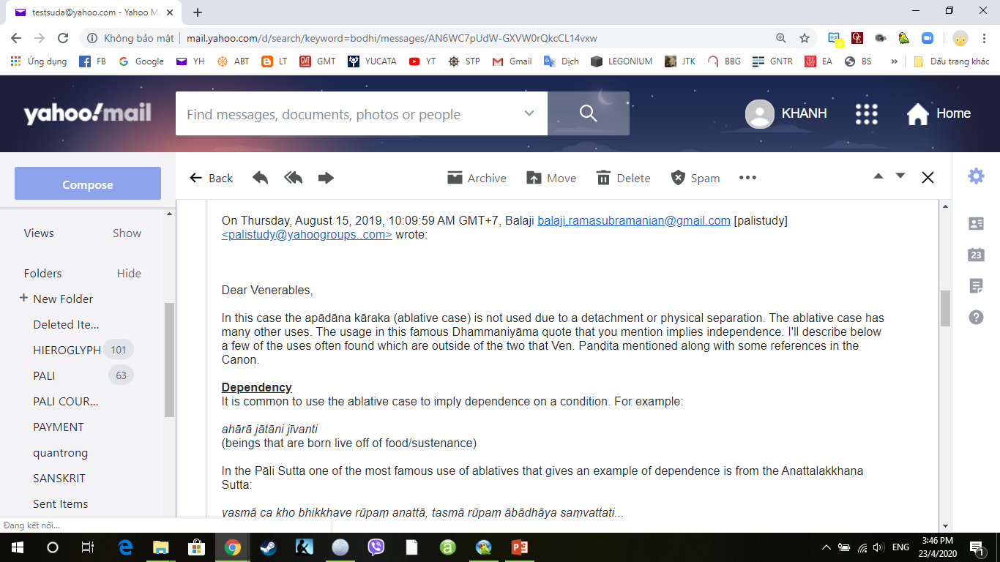 testsuda@yahoo.com - Yahoo M
Không bảo mật | mail.yahoo.com/d/search/keyword=bodhi/messages/AN6WC7pUdW-GXVW0rQkcCL14vxw
Ứng dụng FB Google YH ABT LT GMT YUCATA YT STP Gmail Dịch LEGONIUM JTK BBG GNTR EA BS » Dấu trang khác
yahoo!mail Find messages, documents, photos or people KHANH Home
Compose
Back Archive Move Delete Spam
Views Show
Folders Hide
+ New Folder
Deleted Ite...
HIEROGLYPH 101
PALI 63
PALI COUR...
PAYMENT
quantrong
SANSKRIT
Sent Items
23
On Thursday, August 15, 2019, 10:09:59 AM GMT+7, Balaji balaji.ramasubramanian@gmail.com [palistudy]
<palistudy@yahoogroups..com> wrote:
Dear Venerables,
In this case the apādāna kāraka (ablative case) is not used due to a detachment or physical separation. The ablative case has
many other uses. The usage in this famous Dhammaniyāma quote that you mention implies independence. I'll describe below
a few of the uses often found which are outside of the two that Ven. Paṇḍita mentioned along with some references in the
Canon.
Dependency
It is common to use the ablative case to imply dependence on a condition. For example:
ahārā jātāni jīvanti
(beings that are born live off of food/sustenance)
In the Pāli Sutta one of the most famous use of ablatives that gives an example of dependence is from the Anattalakkhaṇa
Sutta:
yasmā ca kho bhikkhave rūpaṃ anattā, tasmā rūpaṃ ābādhāya saṃvattati...
Đang kết nối...
ENG
3:46 PM
23/4/2020
1